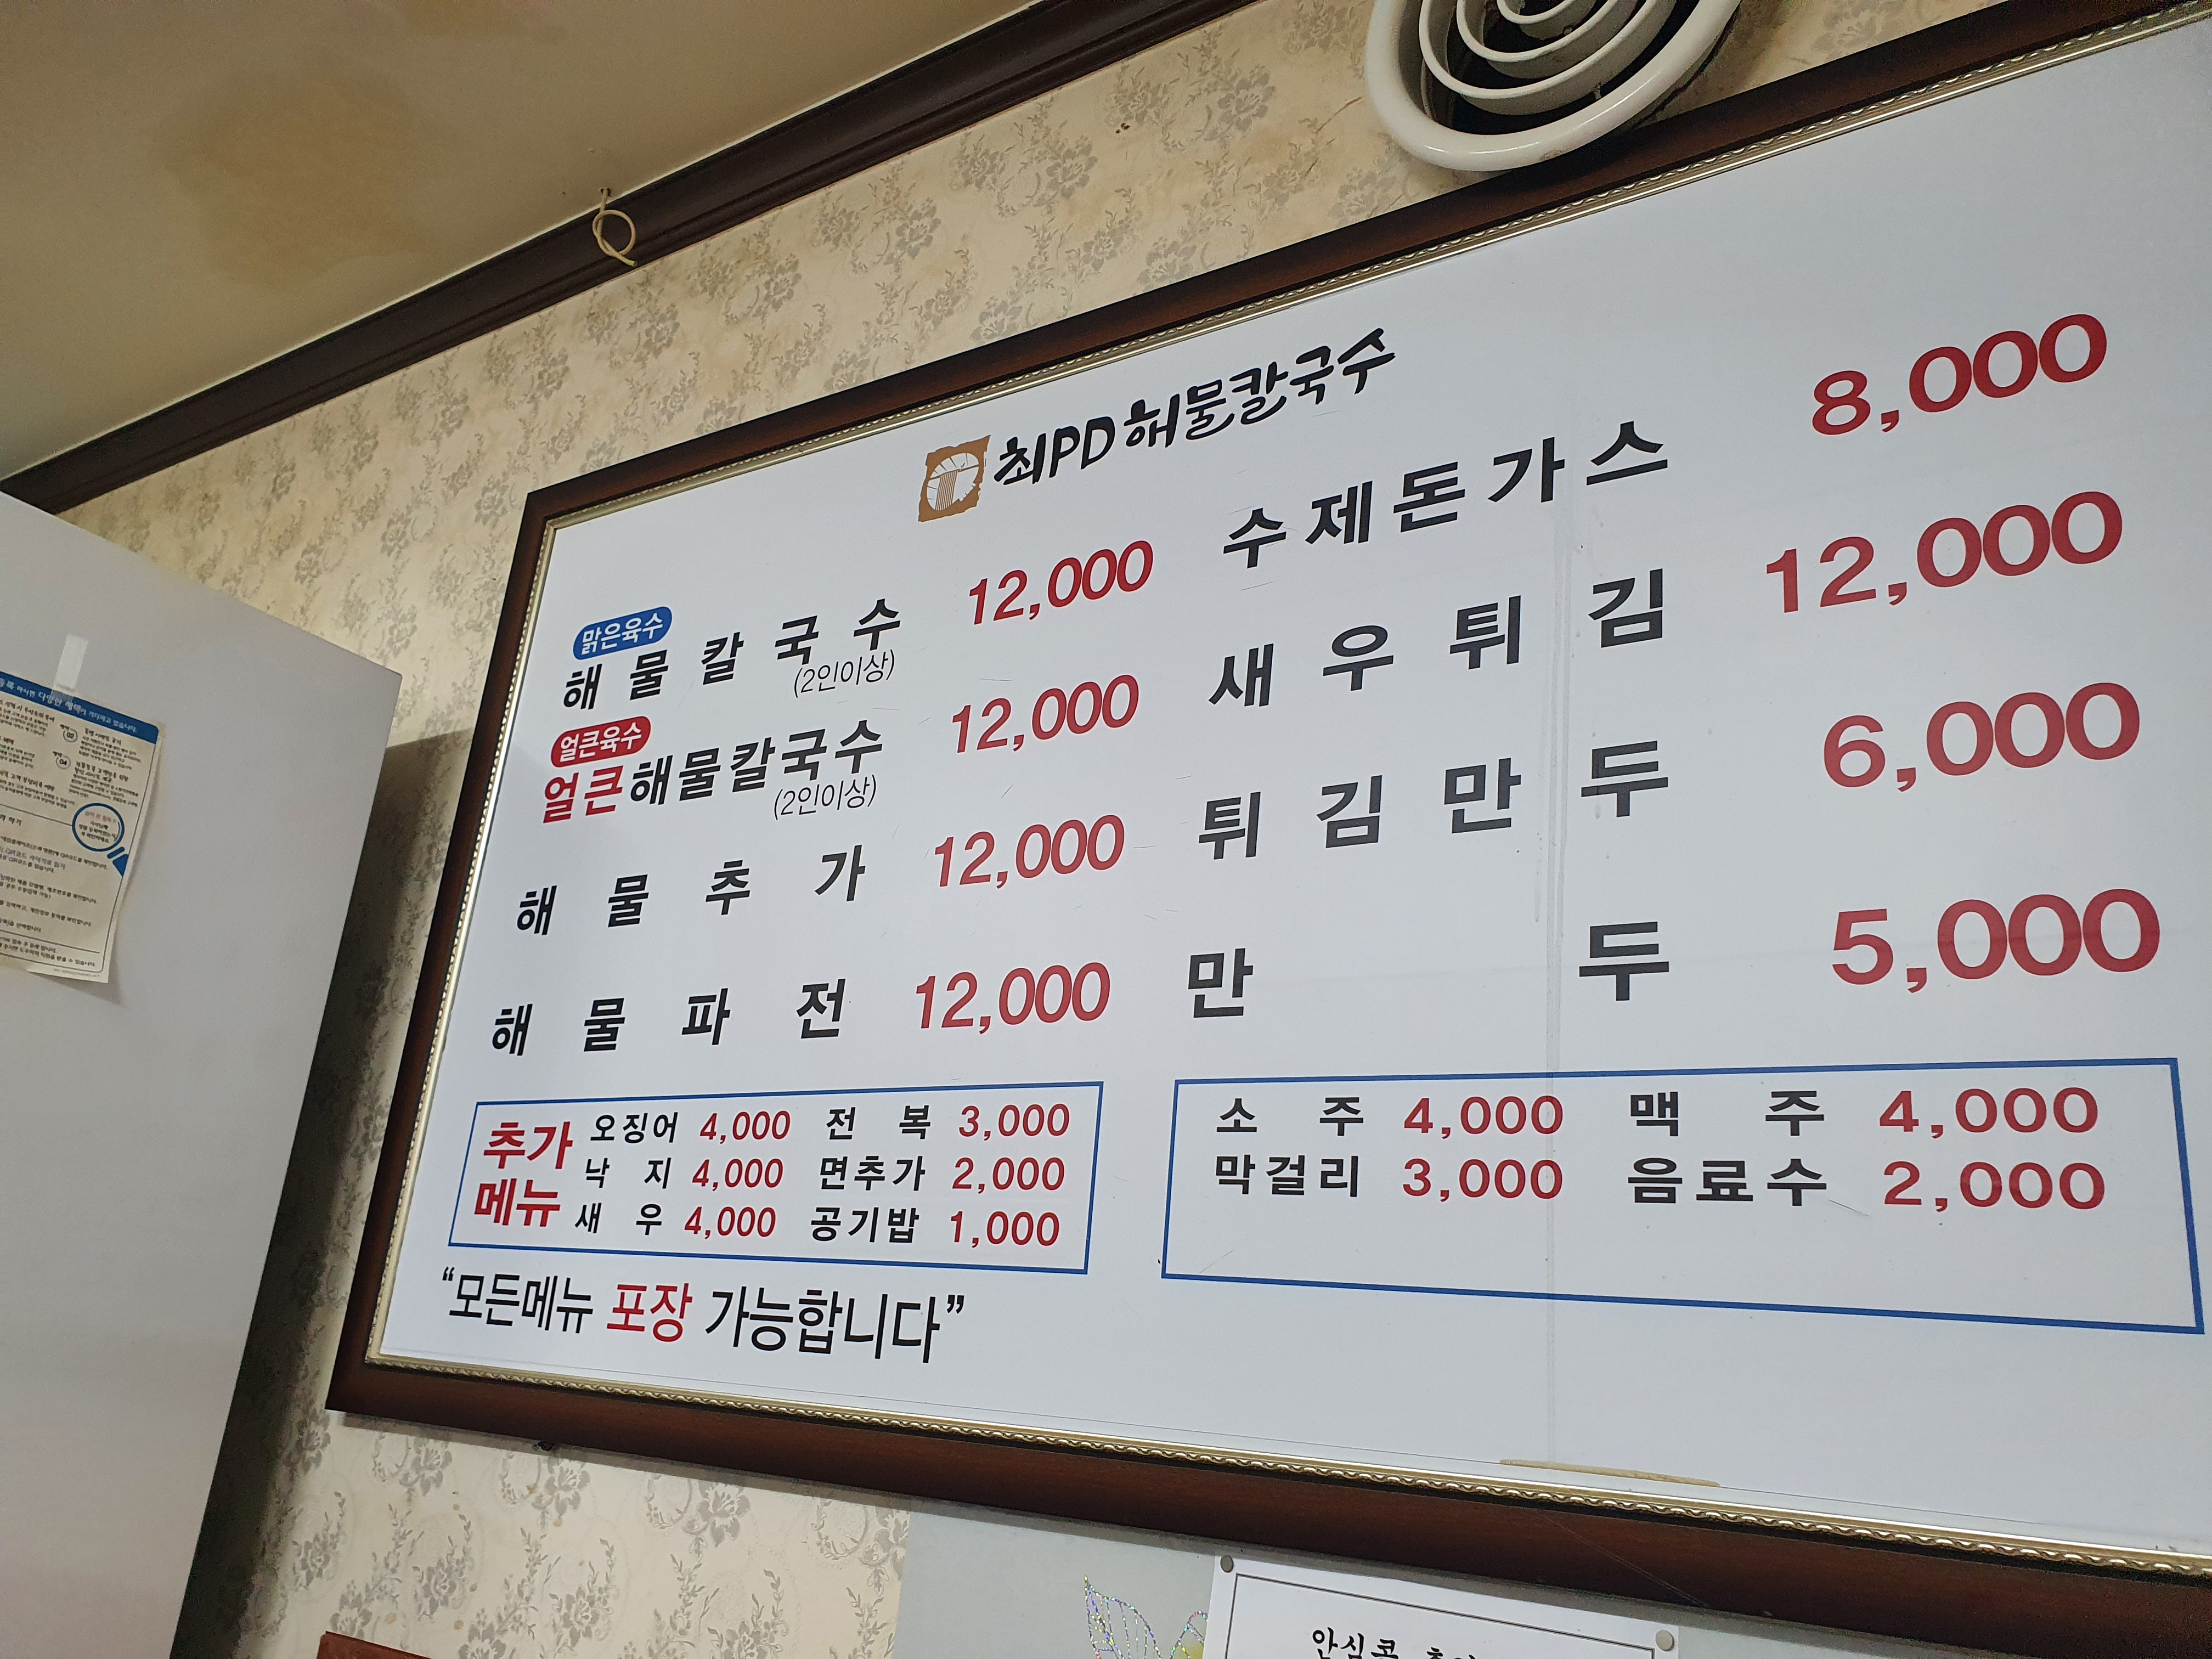 최PD해물칼국수
맑은육수
해물칼국수 12,000
(2인이상)
얼큰육수
얼큰해물칼국수 12,000
(2인이상)
해물추가 12,000
해물파전 12,000
수제돈가스 8,000
새우튀김 12,000
튀김만두 6,000
만두 5,000
추가메뉴
오징어 4,000 전복 3,000
낙지 4,000 면추가 2,000
새우 4,000 공기밥 1,000
소주 4,000 맥주 4,000
막걸리 3,000 음료수 2,000
“모든메뉴 포장 가능합니다”
안심콜